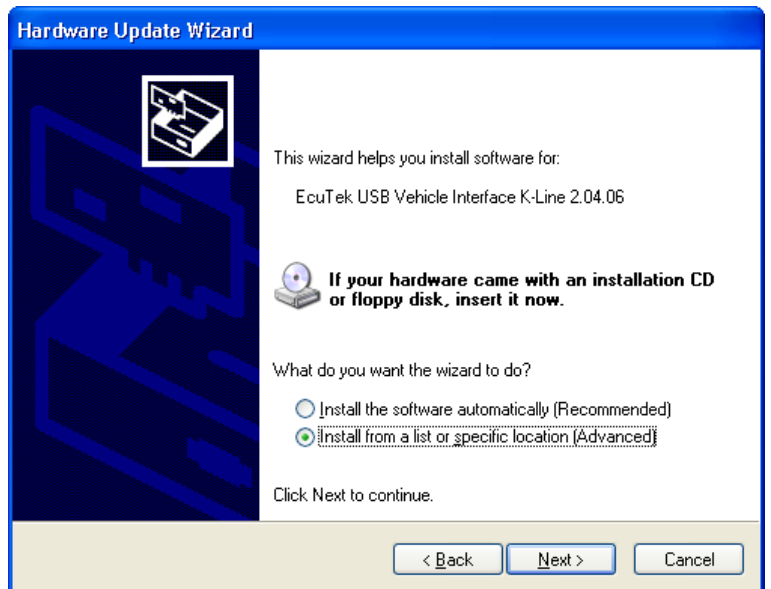 Hardware Update Wizard
This wizard helps you install software for:
EcuTek USB Vehicle Interface K-Line 2.04.06
If your hardware came with an installation CD
or floppy disk, insert it now.
What do you want the wizard to do?
Install the software automatically (Recommended)
Install from a list or specific location (Advanced)
Click Next to continue.
< Back
Next >
Cancel